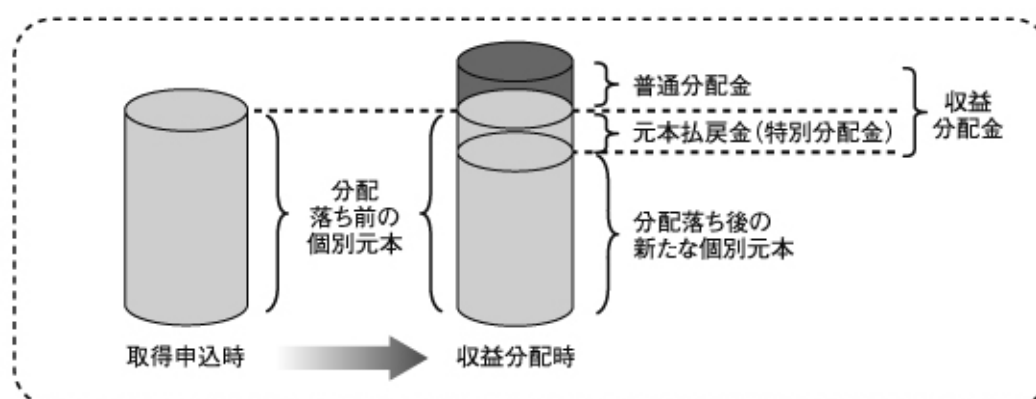 普通分配金
収益
分配金
元本払戻金(特別分配金)
分配
落ち前の
個別元本
分配落ち後の
新たな個別元本
取得申込時
収益分配時